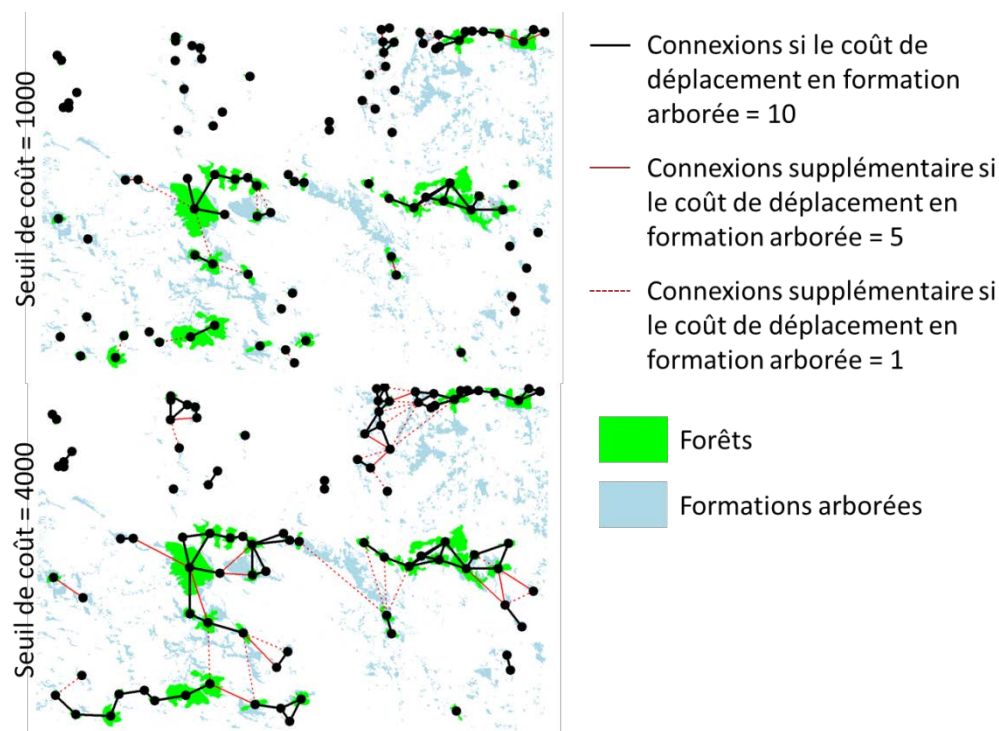 Seuil de coût = 1000
Seuil de coût = 4000
Connexions si le coût de
déplacement en formation
arborée = 10
Connexions supplémentaire si
le coût de déplacement en
formation arborée = 5
Connexions supplémentaire si
le coût de déplacement en
formation arborée = 1
Forêts
Formations arborées